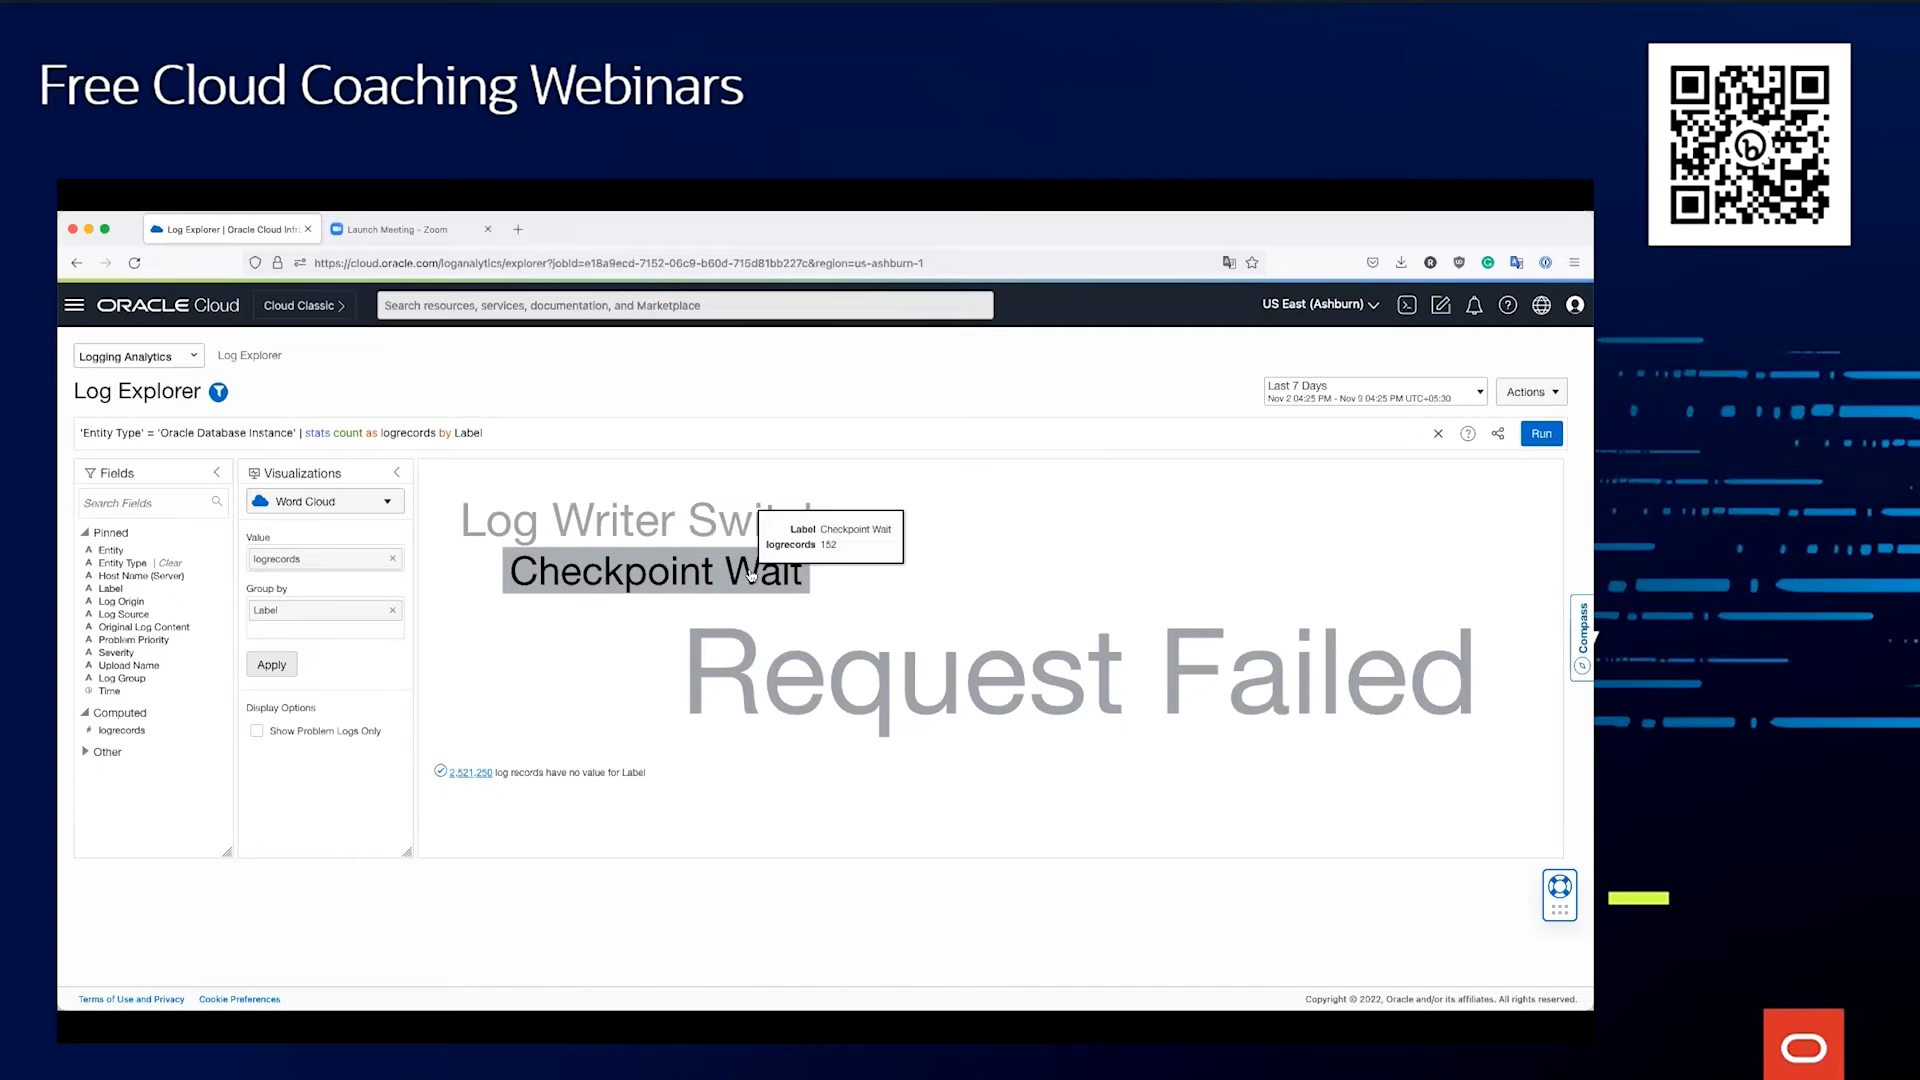 Free Cloud Coaching Webinars
Log Explorer | Oracle Cloud Infr
Launch Meeting - Zoom
https://cloud.oracle.com/loganalytics/explorer?jobId=e18a9ecd-7152-06c9-b60d-715d81bb227c&region=us-ashburn-1
ORACLE Cloud
Cloud Classic >
Search resources, services, documentation, and Marketplace
US East (Ashburn)
Logging Analytics
Log Explorer
Log Explorer
Last 7 Days
Nov 2 04:25 PM - Nov 9 04:25 PM UTC+05:30
Actions
'Entity Type' = 'Oracle Database Instance' | stats count as logrecords by Label
Run
Fields
Search Fields
Pinned
A Entity
A Entity Type | Clear
A Host Name (Server)
A Label
A Log Origin
A Log Source
A Original Log Content
A Problem Priority
A Severity
A Upload Name
A Log Group
Time
Computed
# logrecords
Other
Visualizations
Word Cloud
Value
logrecords
Group by
Label
Apply
Display Options
Show Problem Logs Only
Log Writer
Label Checkpoint Wait
logrecords 152
Checkpoint Wait
Request Failed
2,521,250 log records have no value for Label
Compass
Terms of Use and Privacy
Cookie Preferences
Copyright © 2022, Oracle and/or its affiliates. All rights reserved.